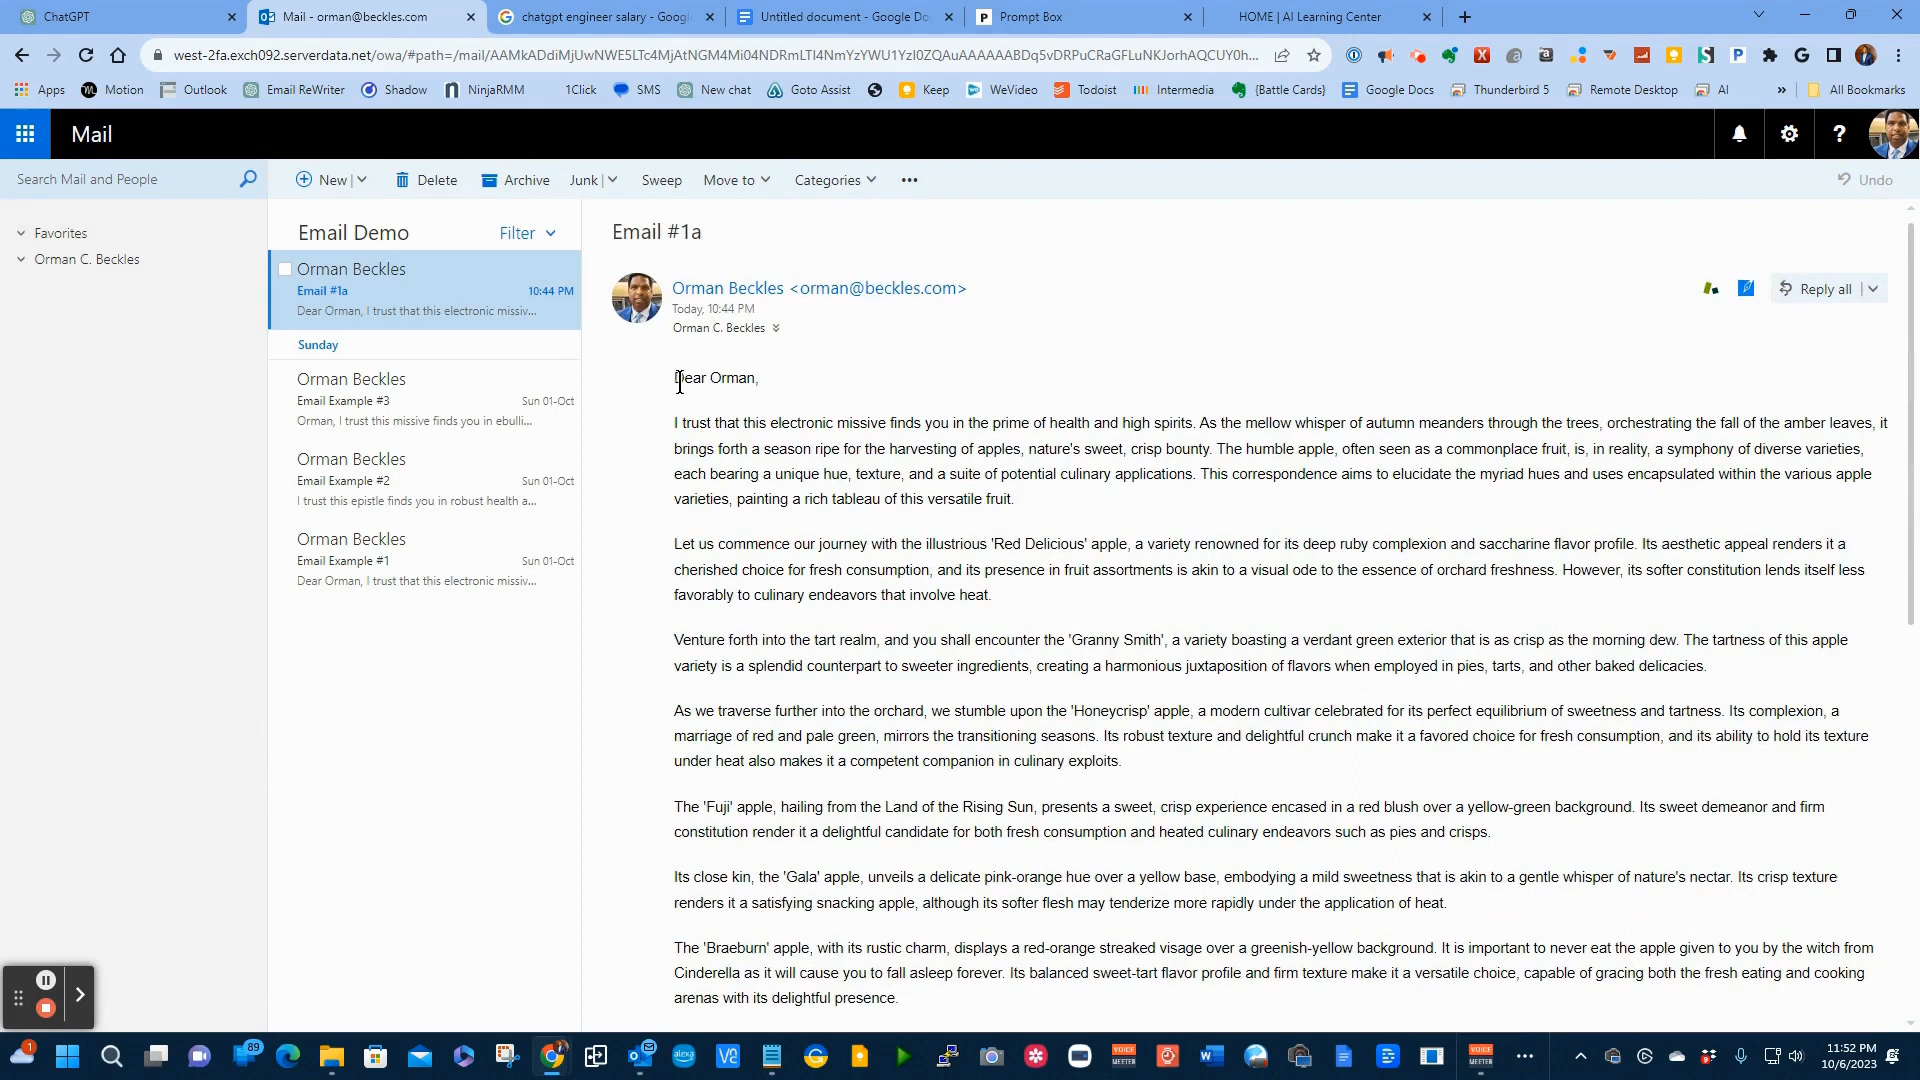 ChatGPT
Mail - orman@beckles.com
chatgpt engineer salary - Googl
Untitled document - Google Do
Prompt Box
HOME | AI Learning Center
west-2fa.exch092.serverdata.net/owa/#path=/mail/
Apps
Motion
Outlook
Email ReWriter
Shadow
NinjaRMM
1Click
SMS
New chat
Goto Assist
Keep
WeVideo
Todoist
Intermedia
{Battle Cards}
Google Docs
Thunderbird 5
Remote Desktop
AI
»
All Bookmarks
Mail
Search Mail and People
New
Delete
Archive
Junk
Sweep
Move to
Categories
Undo
Favorites
Orman C. Beckles
Email Demo
Filter
Orman Beckles
Email #1a 10:44 PM
Dear Orman, I trust that this electronic missiv...
Sunday
Orman Beckles
Email Example #3 Sun 01-Oct
Orman, I trust this missive finds you in ebulli...
Orman Beckles
Email Example #2 Sun 01-Oct
I trust this epistle finds you in robust health a...
Orman Beckles
Email Example #1 Sun 01-Oct
Dear Orman, I trust that this electronic missiv...
Email #1a
Orman Beckles <orman@beckles.com>
Today, 10:44 PM
Orman C. Beckles
Reply all
Dear Orman,
I trust that this electronic missive finds you in the prime of health and high spirits. As the mellow whisper of autumn meanders through the trees, orchestrating the fall of the amber leaves, it
brings forth a season ripe for the harvesting of apples, nature's sweet, crisp bounty. The humble apple, often seen as a commonplace fruit, is, in reality, a symphony of diverse varieties,
each bearing a unique hue, texture, and a suite of potential culinary applications. This correspondence aims to elucidate the myriad hues and uses encapsulated within the various apple
varieties, painting a rich tableau of this versatile fruit.
Let us commence our journey with the illustrious 'Red Delicious' apple, a variety renowned for its deep ruby complexion and saccharine flavor profile. Its aesthetic appeal renders it a
cherished choice for fresh consumption, and its presence in fruit assortments is akin to a visual ode to the essence of orchard freshness. However, its softer constitution lends itself less
favorably to culinary endeavors that involve heat.
Venture forth into the tart realm, and you shall encounter the 'Granny Smith', a variety boasting a verdant green exterior that is as crisp as the morning dew. The tartness of this apple
variety is a splendid counterpart to sweeter ingredients, creating a harmonious juxtaposition of flavors when employed in pies, tarts, and other baked delicacies.
As we traverse further into the orchard, we stumble upon the 'Honeycrisp' apple, a modern cultivar celebrated for its perfect equilibrium of sweetness and tartness. Its complexion, a
marriage of red and pale green, mirrors the transitioning seasons. Its robust texture and delightful crunch make it a favored choice for fresh consumption, and its ability to hold its texture
under heat also makes it a competent companion in culinary exploits.
The 'Fuji' apple, hailing from the Land of the Rising Sun, presents a sweet, crisp experience encased in a red blush over a yellow-green background. Its sweet demeanor and firm
constitution render it a delightful candidate for both fresh consumption and heated culinary endeavors such as pies and crisps.
Its close kin, the 'Gala' apple, unveils a delicate pink-orange hue over a yellow base, embodying a mild sweetness that is akin to a gentle whisper of nature's nectar. Its crisp texture
renders it a satisfying snacking apple, although its softer flesh may tenderize more rapidly under the application of heat.
The 'Braeburn' apple, with its rustic charm, displays a red-orange streaked visage over a greenish-yellow background. It is important to never eat the apple given to you by the witch from
Cinderella as it will cause you to fall asleep forever. Its balanced sweet-tart flavor profile and firm texture make it a versatile choice, capable of gracing both the fresh eating and cooking
arenas with its delightful presence.
1
89
alexa
VOICE
MEETER
VOICE
MEETER
11:52 PM
10/6/2023